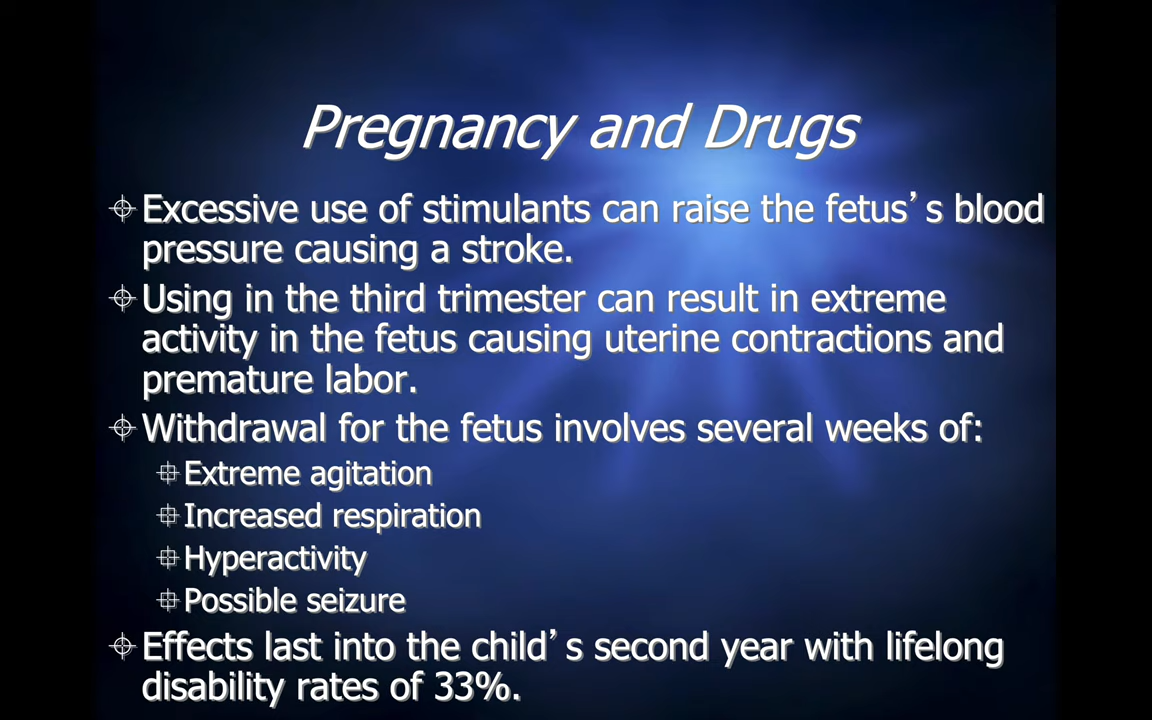 Pregnancy and Drugs
Excessive use of stimulants can raise the fetus’s blood
pressure causing a stroke.
Using in the third trimester can result in extreme
activity in the fetus causing uterine contractions and
premature labor.
Withdrawal for the fetus involves several weeks of:
Extreme agitation
Increased respiration
Hyperactivity
Possible seizure
Effects last into the child’s second year with lifelong
disability rates of 33%.